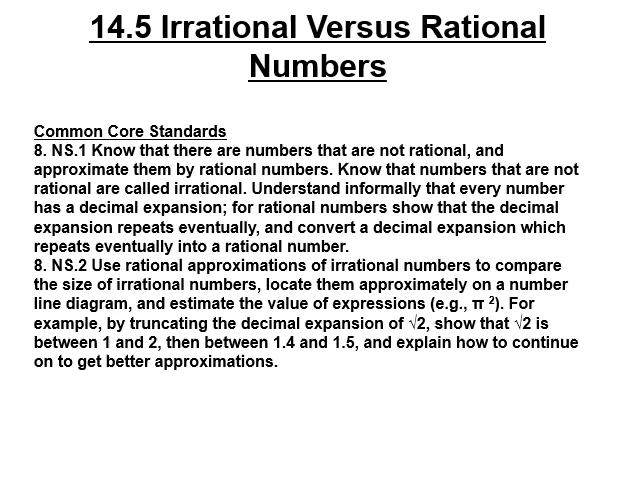 14.5 Irrational Versus Rational
Numbers
Common Core Standards
8. NS.1 Know that there are numbers that are not rational, and
approximate them by rational numbers. Know that numbers that are not
rational are called irrational. Understand informally that every number
has a decimal expansion; for rational numbers show that the decimal
expansion repeats eventually, and convert a decimal expansion which
repeats eventually into a rational number.
8. NS.2 Use rational approximations of irrational numbers to compare
the size of irrational numbers, locate them approximately on a number
line diagram, and estimate the value of expressions (e.g., π ²). For
example, by truncating the decimal expansion of √2, show that √2 is
between 1 and 2, then between 1.4 and 1.5, and explain how to continue
on to get better approximations.